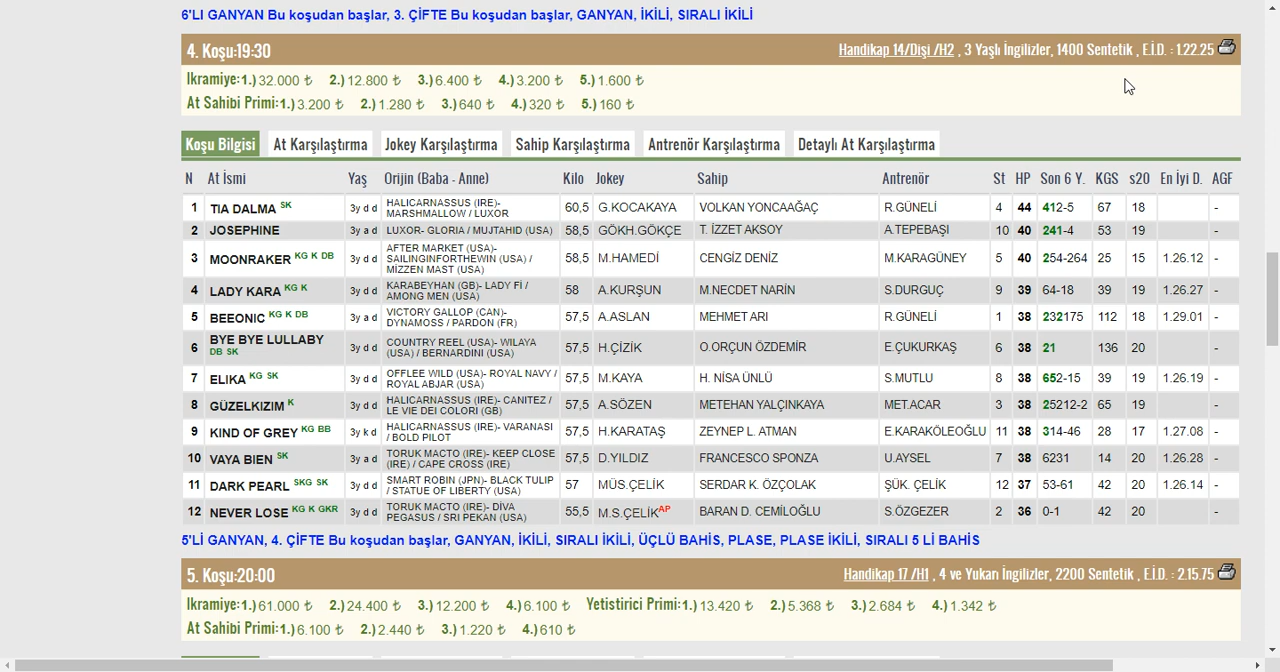 6'LI GANYAN Bu koşudan başlar, 3. ÇİFTE Bu koşudan başlar, GANYAN, İKİLİ, SIRALI İKİLİ
4. Koşu:19:30 Handikap 14/Dişi /H2 , 3 Yaşlı İngilizler, 1400 Sentetik , E.İ.D. : 1.22.25
İkramiye:1.)32.000 ₺ 2.)12.800 ₺ 3.)6.400 ₺ 4.)3.200 ₺ 5.)1.600 ₺
At Sahibi Primi:1.)3.200 ₺ 2.)1.280 ₺ 3.)640 ₺ 4.)320 ₺ 5.)160 ₺
Koşu Bilgisi At Karşılaştırma Jokey Karşılaştırma Sahip Karşılaştırma Antrenör Karşılaştırma Detaylı At Karşılaştırma
N At İsmi Yaş Orijin (Baba - Anne) Kilo Jokey Sahip Antrenör St HP Son 6 Y. KGS s20 En İyi D. AGF
1 TIA DALMA SK 3y d d HALICARNASSUS (IRE)- MARSHMALLOW / LUXOR 60,5 G.KOCAKAYA VOLKAN YONCAAĞAÇ R.GÜNELİ 4 44 412-5 67 18 -
2 JOSEPHINE 3y a d LUXOR- GLORIA / MUJTAHID (USA) 58,5 GÖKH.GÖKÇE T. İZZET AKSOY A.TEPEBAŞI 10 40 241-4 53 19 -
3 MOONRAKER KG K DB 3y d d AFTER MARKET (USA)- SAILINGINFORTHEWIN (USA) / MİZZEN MAST (USA) 58,5 M.HAMEDİ CENGİZ DENİZ M.KARAGÜNEY 5 40 254-264 25 15 1.26.12 -
4 LADY KARA KG K 3y d d KARABEYHAN (GB)- LADY Fİ / AMONG MEN (USA) 58 A.KURŞUN M.NECDET NARİN S.DURGUÇ 9 39 64-18 39 19 1.26.27 -
5 BEEONIC KG K DB 3y a d VICTORY GALLOP (CAN)- DYNAMOSS / PARDON (FR) 57,5 A.ASLAN MEHMET ARI R.GÜNELİ 1 38 232175 112 18 1.29.01 -
6 BYE BYE LULLABY DB SK 3y d d COUNTRY REEL (USA)- WILAYA (USA) / BERNARDINI (USA) 57,5 H.ÇİZİK O.ORÇUN ÖZDEMİR E.ÇUKURKAŞ 6 38 21 136 20 -
7 ELIKA KG SK 3y d d OFFLEE WILD (USA)- ROYAL NAVY / ROYAL ABJAR (USA) 57,5 M.KAYA H. NİSA ÜNLÜ S.MUTLU 8 38 652-15 39 19 1.26.19 -
8 GÜZELKIZIM K 3y d d HALICARNASSUS (IRE)- CANITEZ / LE VIE DEI COLORI (GB) 57,5 A.SÖZEN METEHAN YALÇINKAYA MET.ACAR 3 38 25212-2 65 19 -
9 KIND OF GREY KG BB 3y k d HALICARNASSUS (IRE)- VARANASI / BOLD PILOT 57,5 H.KARATAŞ ZEYNEP L. ATMAN E.KARAKÖLEOĞLU 11 38 314-46 28 17 1.27.08 -
10 VAYA BIEN SK 3y a d TORUK MACTO (IRE)- KEEP CLOSE (IRE) / CAPE CROSS (IRE) 57,5 D.YILDIZ FRANCESCO SPONZA U.AYSEL 7 38 6231 14 20 1.26.28 -
11 DARK PEARL SKG SK 3y d d SMART ROBIN (JPN)- BLACK TULIP / STATUE OF LIBERTY (USA) 57 MÜS.ÇELİK SERDAR K. ÖZÇOLAK ŞÜK. ÇELİK 12 37 53-61 42 20 1.26.14 -
12 NEVER LOSE KG K GKR 3y d d TORUK MACTO (IRE)- DİVA PEGASUS / SRI PEKAN (USA) 55,5 M.S.ÇELİKAP BARAN D. CEMİLOĞLU S.ÖZGEZER 2 36 0-1 42 20 -
5'Lİ GANYAN, 4. ÇİFTE Bu koşudan başlar, GANYAN, İKİLİ, SIRALI İKİLİ, ÜÇLÜ BAHİS, PLASE, PLASE İKİLİ, SIRALI 5 Lİ BAHİS
5. Koşu:20:00 Handikap 17 /H1 , 4 ve Yukarı İngilizler, 2200 Sentetik , E.İ.D. : 2.15.75
İkramiye:1.)61.000 ₺ 2.)24.400 ₺ 3.)12.200 ₺ 4.)6.100 ₺ Yetistirici Primi:1.)13.420 ₺ 2.)5.368 ₺ 3.)2.684 ₺ 4.)1.342 ₺
At Sahibi Primi:1.)6.100 ₺ 2.)2.440 ₺ 3.)1.220 ₺ 4.)610 ₺